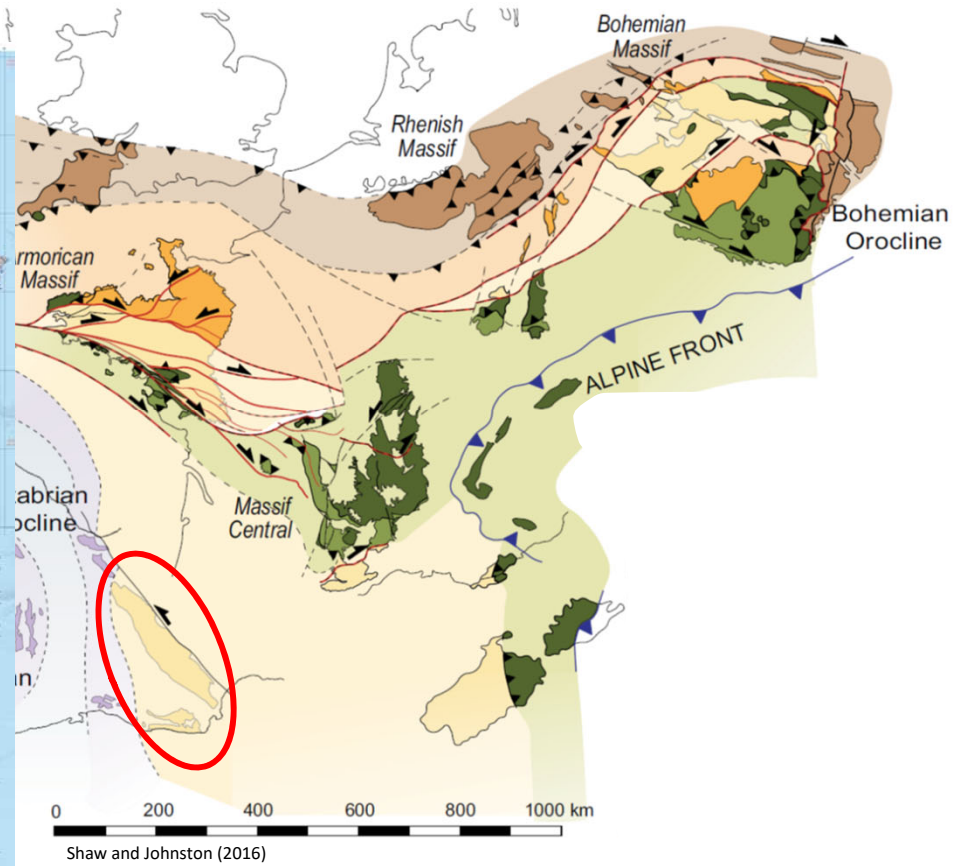 Bohemian
Massif
Rhenish
Massif
Bohemian
Orocline
rmorican
Massif
ALPINE FRONT
Massif
Central
abrian
ocline
n
0 200 400 600 800 1000 km
Shaw and Johnston (2016)